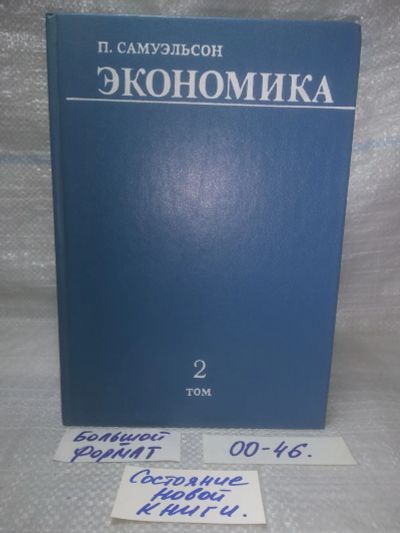 П. САМУЭЛЬСОН
ЭКОНОМИКА
2
ТОМ
БОЛЬШОЙ
ФОРМАТ
00-46.
Состояние
новой
книги.